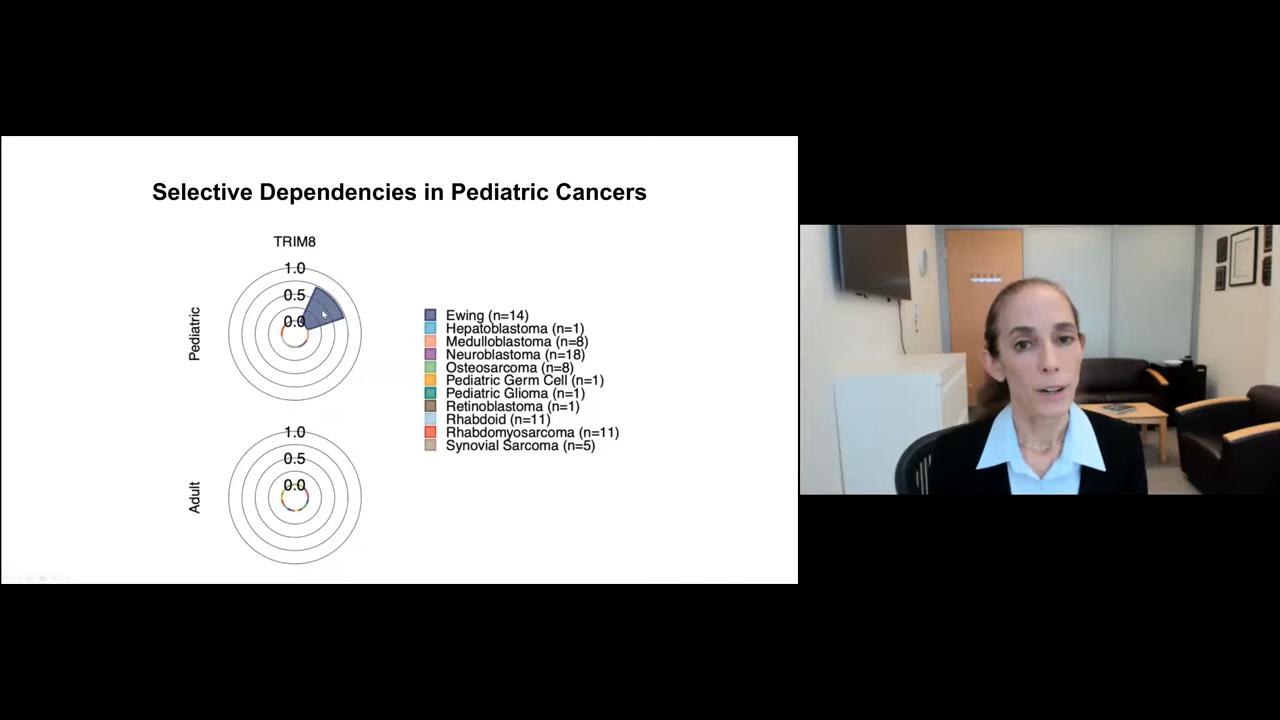 Selective Dependencies in Pediatric Cancers
TRIM8
Pediatric
1.0
0.5
0.0
Adult
1.0
0.5
0.0
Ewing (n=14)
Hepatoblastoma (n=1)
Medulloblastoma (n=8)
Neuroblastoma (n=18)
Osteosarcoma (n=8)
Pediatric Germ Cell (n=1)
Pediatric Glioma (n=1)
Retinoblastoma (n=1)
Rhabdoid (n=11)
Rhabdomyosarcoma (n=11)
Synovial Sarcoma (n=5)